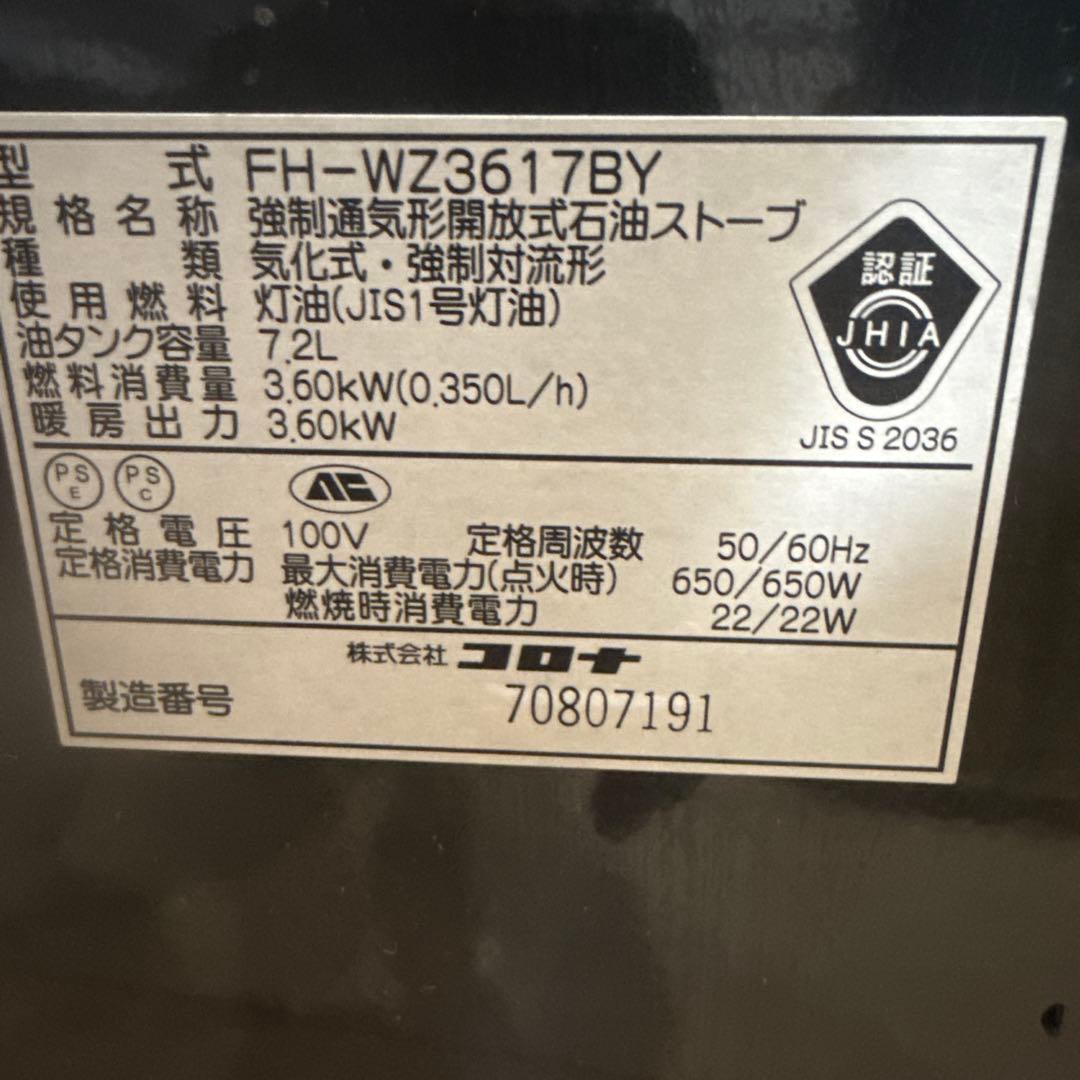 型式 FH-WZ3617BY
規格名称 強制通気形開放式石油ストーブ
種類 気化式・強制対流形
使用燃料 灯油(JIS1号灯油)
油タンク容量 7.2L
燃料消費量 3.60kW(0.350L/h)
暖房出力 3.60kW
認証
JHIA
JIS S 2036
PS E PS C
定格電圧 100V 定格周波数 50/60Hz
定格消費電力 最大消費電力(点火時) 650/650W
燃焼時消費電力 22/22W
株式会社 コロナ
製造番号 70807191